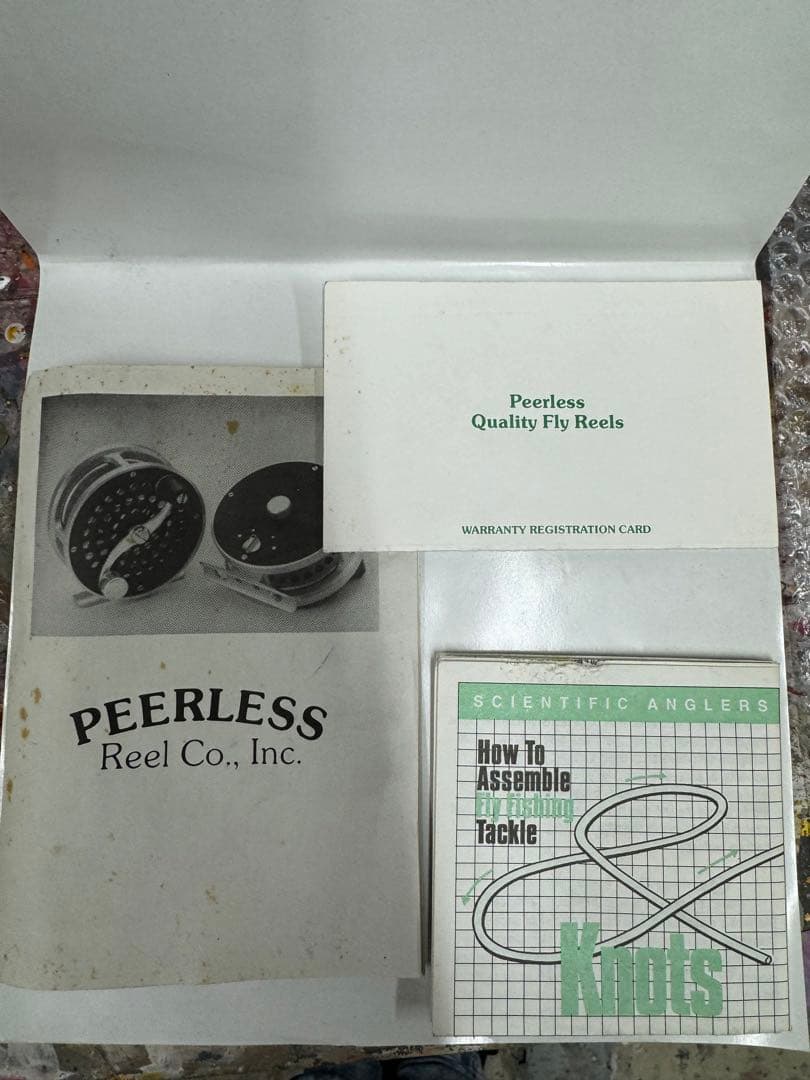 Peerless
Quality Fly Reels
WARRANTY REGISTRATION CARD
PEERLESS
Reel Co., Inc.
SCIENTIFIC ANGLERS
How To
Assemble
Fly Fishing
Tackle
&
Knots